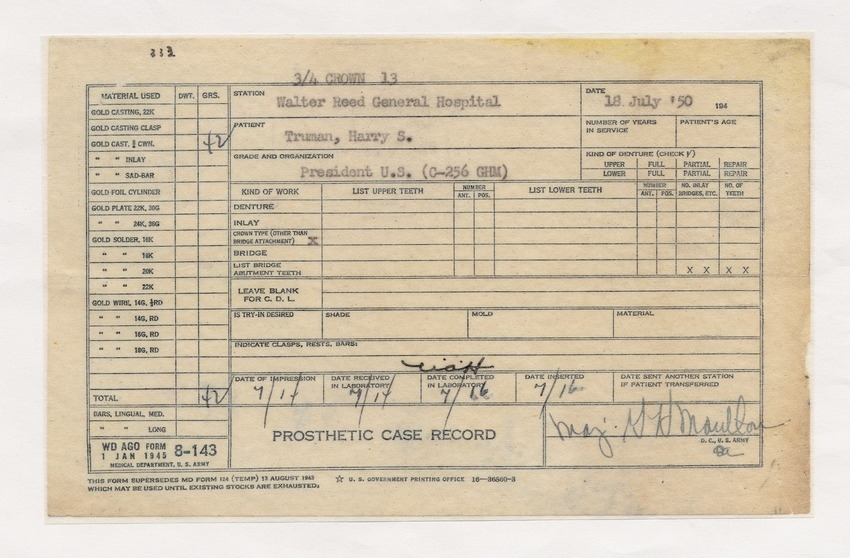 333
3/4 CROWN 13
MATERIAL USED DWT. GRS.
STATION Walter Reed General Hospital
DATE 18 July '50 194
GOLD CASTING, 22K
GOLD CASTING CLASP
PATIENT Truman, Harry S.
NUMBER OF YEARS IN SERVICE
PATIENT'S AGE
GOLD CAST. ¾ CWN. 42
" " INLAY
" " SAD-BAR
GRADE AND ORGANIZATION President U.S. (C-256 GHM)
KIND OF DENTURE (CHECK √)
UPPER FULL PARTIAL REPAIR
LOWER FULL PARTIAL REPAIR
GOLD FOIL CYLINDER
GOLD PLATE 22K, 30G
" " 24K, 36G
GOLD SOLDER, 16K
" " 18K
" " 20K
" " 22K
GOLD WIRE, 14G, ½RD
" " 14G, RD
" " 16G, RD
" " 18G, RD
KIND OF WORK LIST UPPER TEETH NUMBER ANT. POS. LIST LOWER TEETH NUMBER ANT. POS. NO. INLAY BRIDGES, ETC. NO. OF TEETH
DENTURE
INLAY
CROWN TYPE (OTHER THAN BRIDGE ATTACHMENT) X
BRIDGE
LIST BRIDGE ABUTMENT TEETH X X X X
LEAVE BLANK FOR C. D. L.
IS TRY-IN DESIRED SHADE MOLD MATERIAL
INDICATE CLASPS, RESTS, BARS:
DATE OF IMPRESSION 7/14
DATE RECEIVED IN LABORATORY 7/14
DATE COMPLETED IN LABORATORY 7/16
DATE INSERTED 7/16
DATE SENT ANOTHER STATION IF PATIENT TRANSFERRED
TOTAL 42
BARS, LINGUAL, MED.
" " LONG
WD AGO FORM 8-143
1 JAN 1945
MEDICAL DEPARTMENT, U. S. ARMY
PROSTHETIC CASE RECORD
Maj.
D. C., U. S. ARMY
THIS FORM SUPERSEDES MD FORM 124 (TEMP) 13 AUGUST 1943 ☆ U. S. GOVERNMENT PRINTING OFFICE 16—36560-3
WHICH MAY BE USED UNTIL EXISTING STOCKS ARE EXHAUSTED.